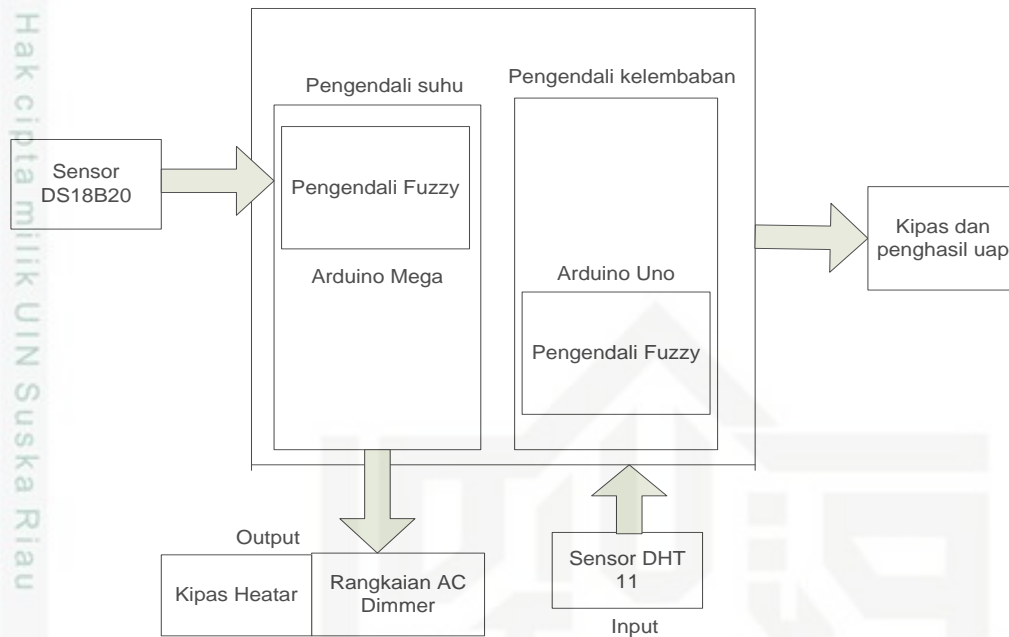 Hak cipta milik UIN Suska Riau
Pengendali suhu
Pengendali kelembaban
Sensor
DS18B20
Pengendali Fuzzy
Arduino Mega
Arduino Uno
Pengendali Fuzzy
Kipas dan
penghasil uap
Output
Kipas Heatar
Rangkaian AC
Dimmer
Sensor DHT
11
Input